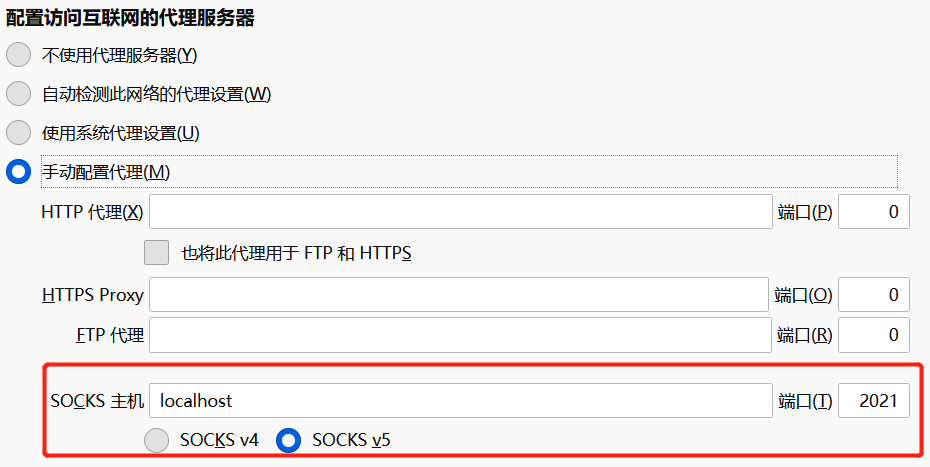 配置访问互联网的代理服务器
不使用代理服务器(Y)
自动检测此网络的代理设置(W)
使用系统代理设置(U)
手动配置代理(M)
HTTP 代理(X) 端口(P) 0
也将此代理用于 FTP 和 HTTPS
HTTPS Proxy 端口(O) 0
FTP 代理 端口(R) 0
SOCKS 主机 localhost 端口(T) 2021
SOCKS v4 SOCKS v5